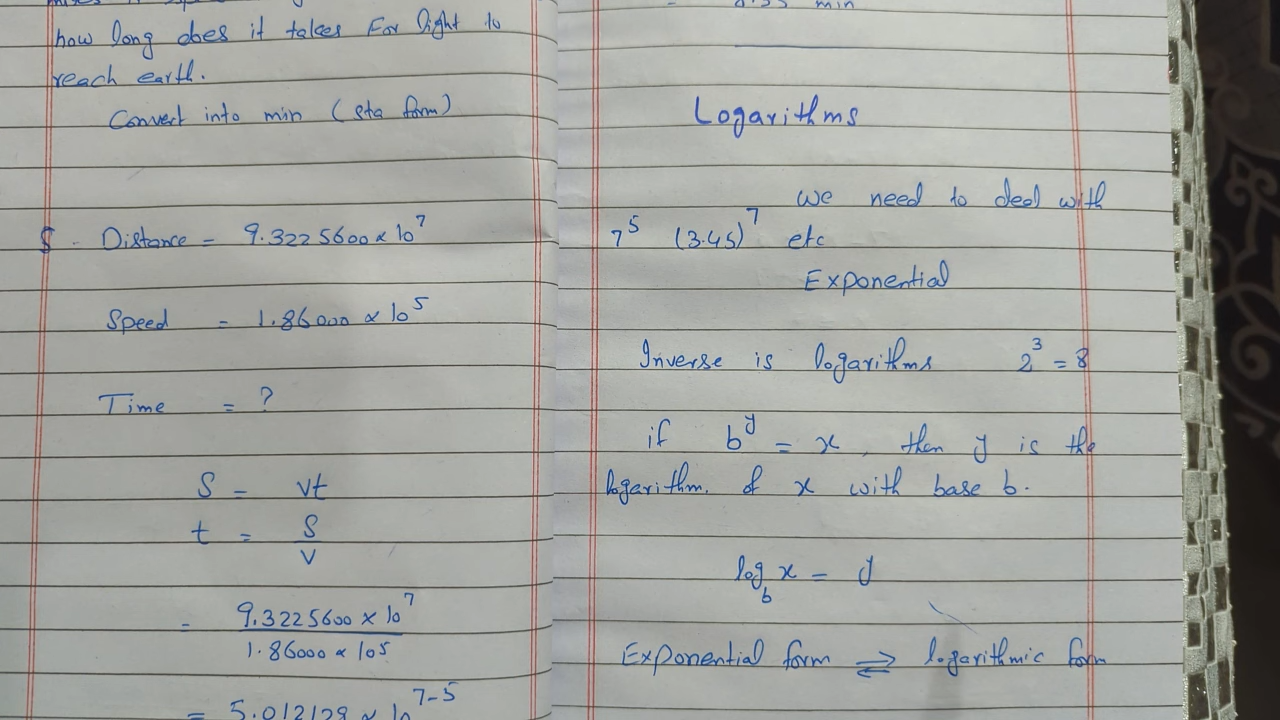 how long does it takes For light to
reach earth.
Convert into min (sta form)
Distance = 9.3225600 x 10^7
Speed = 1.86000 x 10^5
Time = ?
S = vt
t = S/V
= 9.3225600 x 10^7 / 1.86000 x 10^5
= 5.012129 x 10^7-5
min
Logarithms
we need to deal with
7^5 (3.45)^7 etc
Exponential
Inverse is logarithms 2^3 = 8
if b^y = x, then y is the
logarithm. of x with base b.
log_b x = y
Exponential form ⇌ logarithmic form